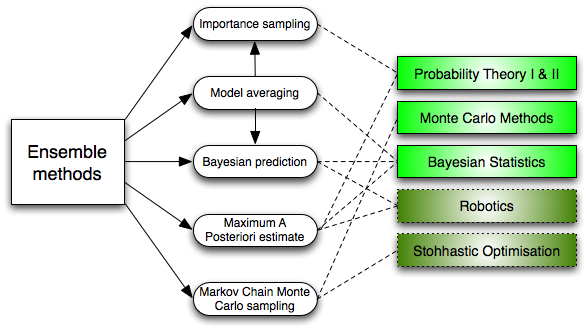 Importance sampling
Model averaging
Ensemble
methods
Bayesian prediction
Maximum A
Posteriori estimate
Markov Chain Monte
Carlo sampling
Probability Theory I & II
Monte Carlo Methods
Bayesian Statistics
Robotics
Stohhastic Optimisation